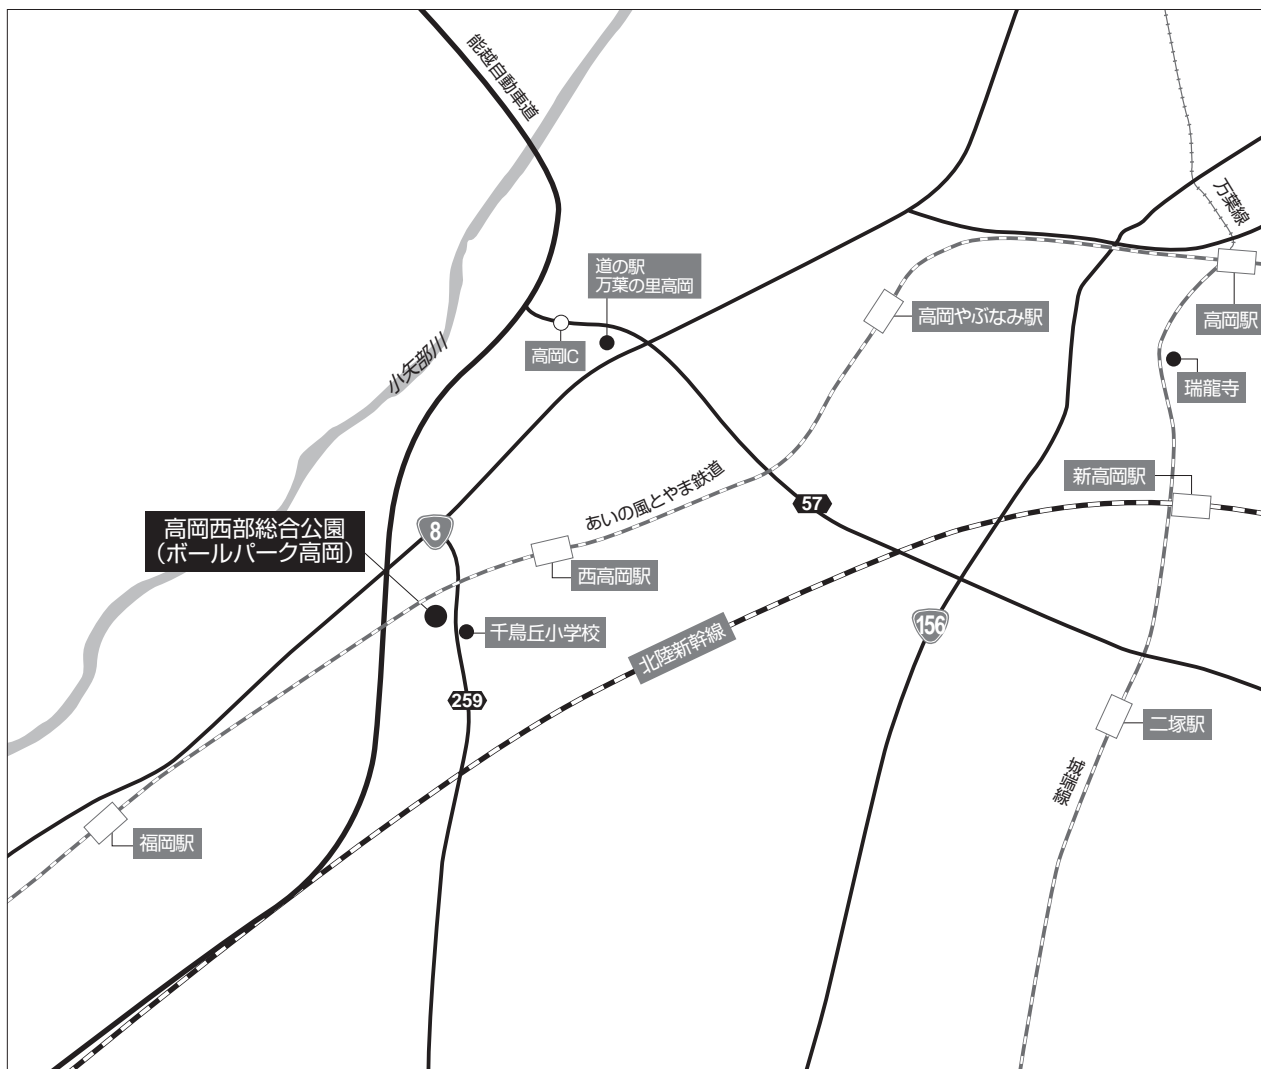 能越自動車道
万葉線
道の駅
万葉の里高岡
高岡駅
高岡やぶなみ駅
高岡IC
小矢部川
瑞龍寺
新高岡駅
あいの風とやま鉄道
57
高岡西部総合公園
（ボールパーク高岡）
8
西高岡駅
156
千鳥丘小学校
北陸新幹線
259
二塚駅
城端線
福岡駅